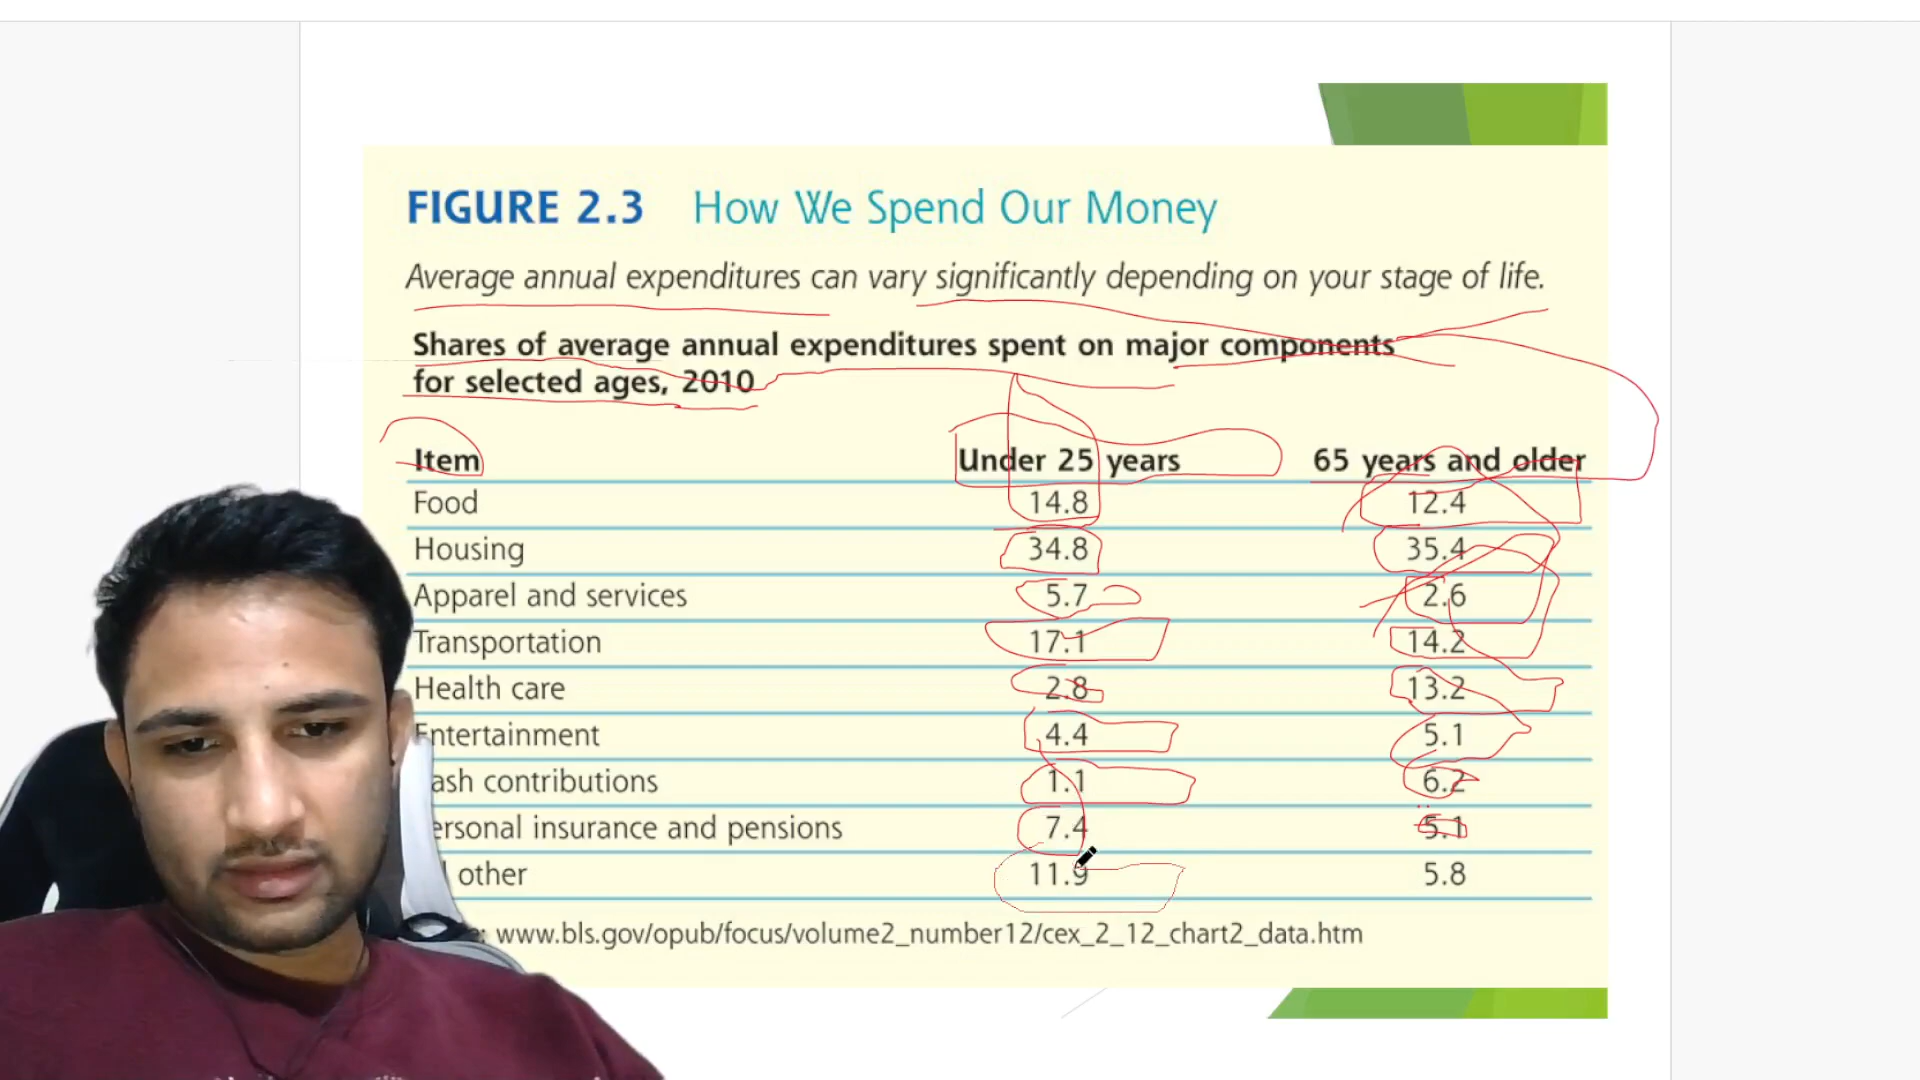 FIGURE 2.3 How We Spend Our Money
Average annual expenditures can vary significantly depending on your stage of life.
Shares of average annual expenditures spent on major components
for selected ages, 2010
Item Under 25 years 65 years and older
Food 14.8 12.4
Housing 34.8 35.4
Apparel and services 5.7 2.6
Transportation 17.1 14.2
Health care 2.8 13.2
Entertainment 4.4 5.1
ash contributions 1.1 6.2
ersonal insurance and pensions 7.4 5.1
other 11.9 5.8
www.bls.gov/opub/focus/volume2_number12/cex_2_12_chart2_data.htm